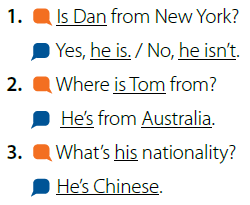 1. Is Dan from New York?
Yes, he is. / No, he isn't.
2. Where is Tom from?
He's from Australia.
3. What's his nationality?
He's Chinese.